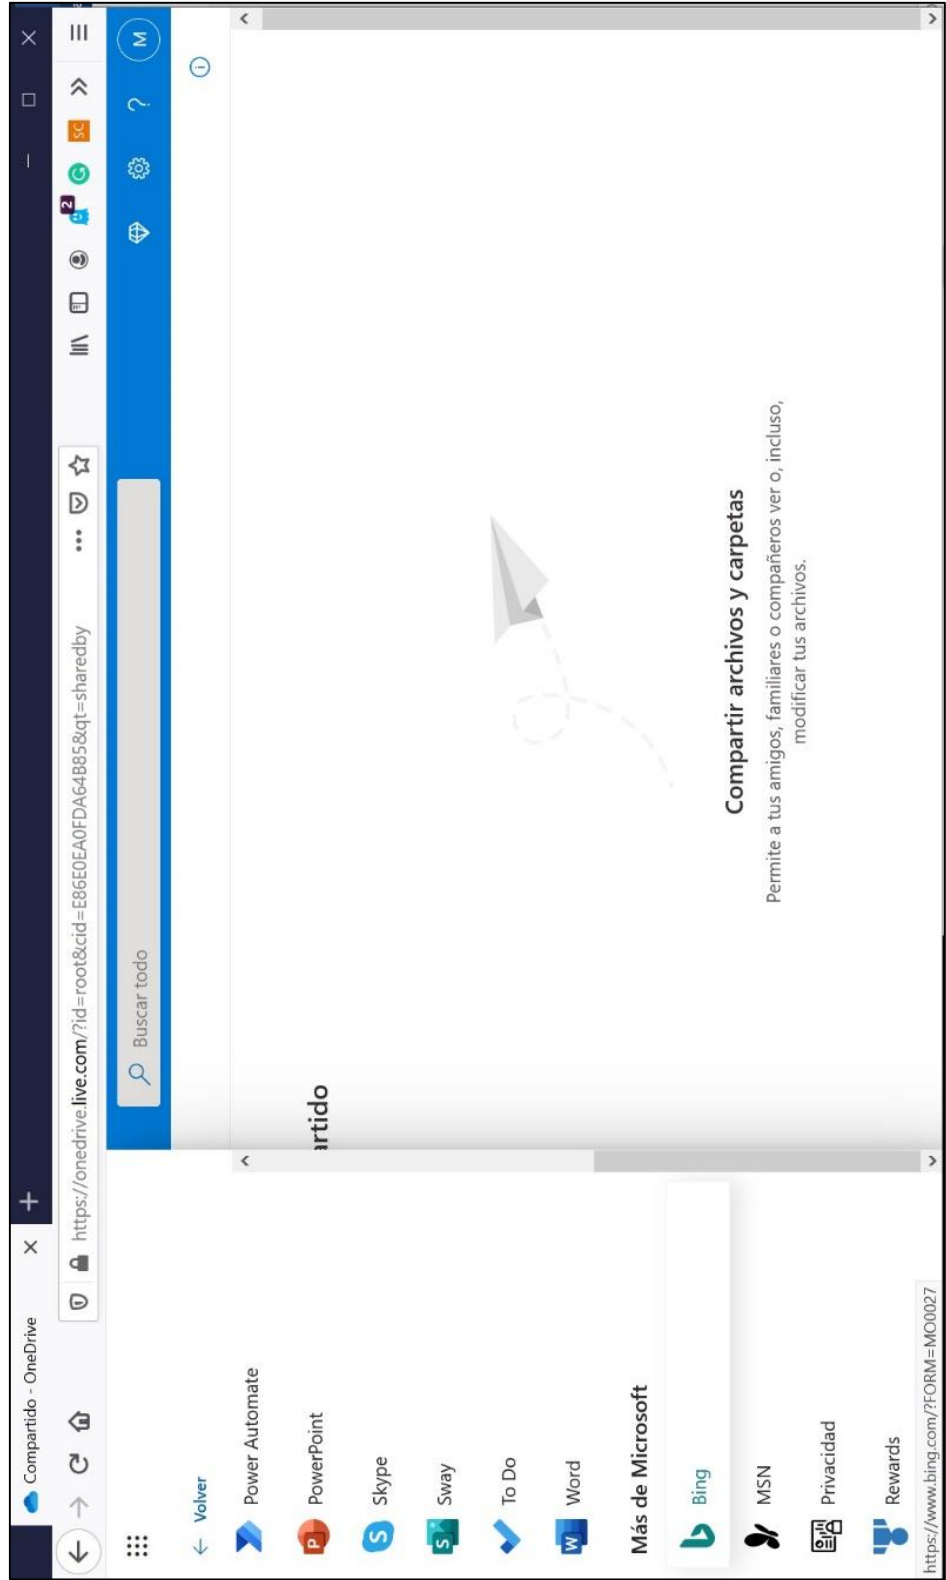 Compartido - OneDrive
https://onedrive.live.com/?id=root&cid=E86E0EA0FDA64B85&qt=sharedby
2
SC
G
Buscar todo
?
M
Volver
Power Automate
P PowerPoint
S Skype
S Sway
To Do
W Word
Más de Microsoft
Bing
MSN
Privacidad
Rewards
https://www.bing.com/?FORM=MO0027
artido
Compartir archivos y carpetas
Permite a tus amigos, familiares o compañeros ver o, incluso,
modificar tus archivos.